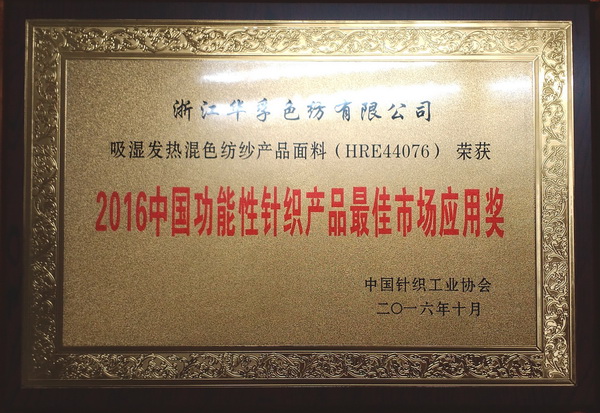 浙江华孚色纺有限公司
吸湿发热混色纺纱产品面料（HRE44076）荣获
2016中国功能性针织产品最佳市场应用奖
中国针织工业协会
二〇一六年十月